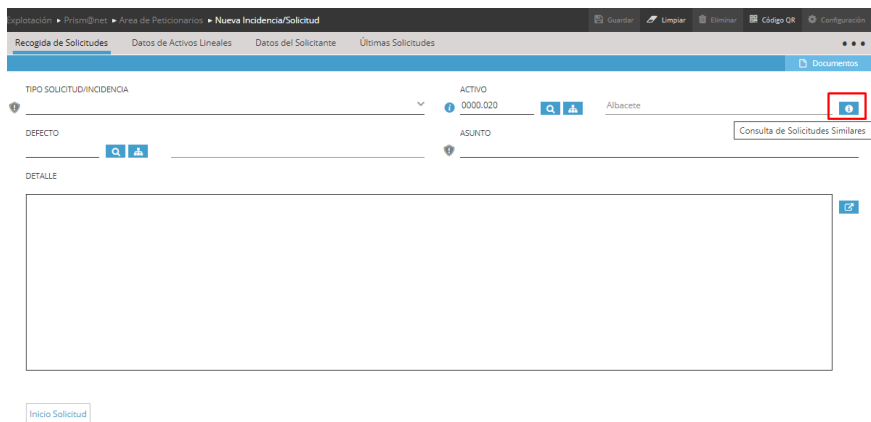 Explotación ▸ Prism@net ▸ Area de Peticionarios ▸ Nueva Incidencia/Solicitud Guardar Limpiar Eliminar Código QR Configuración
Recogida de Solicitudes Datos de Activos Lineales Datos del Solicitante Últimas Solicitudes
Documentos
TIPO SOLICITUD/INCIDENCIA ACTIVO
0000.020 Albacete
DEFECTO ASUNTO Consulta de Solicitudes Similares
DETALLE
Inicio Solicitud